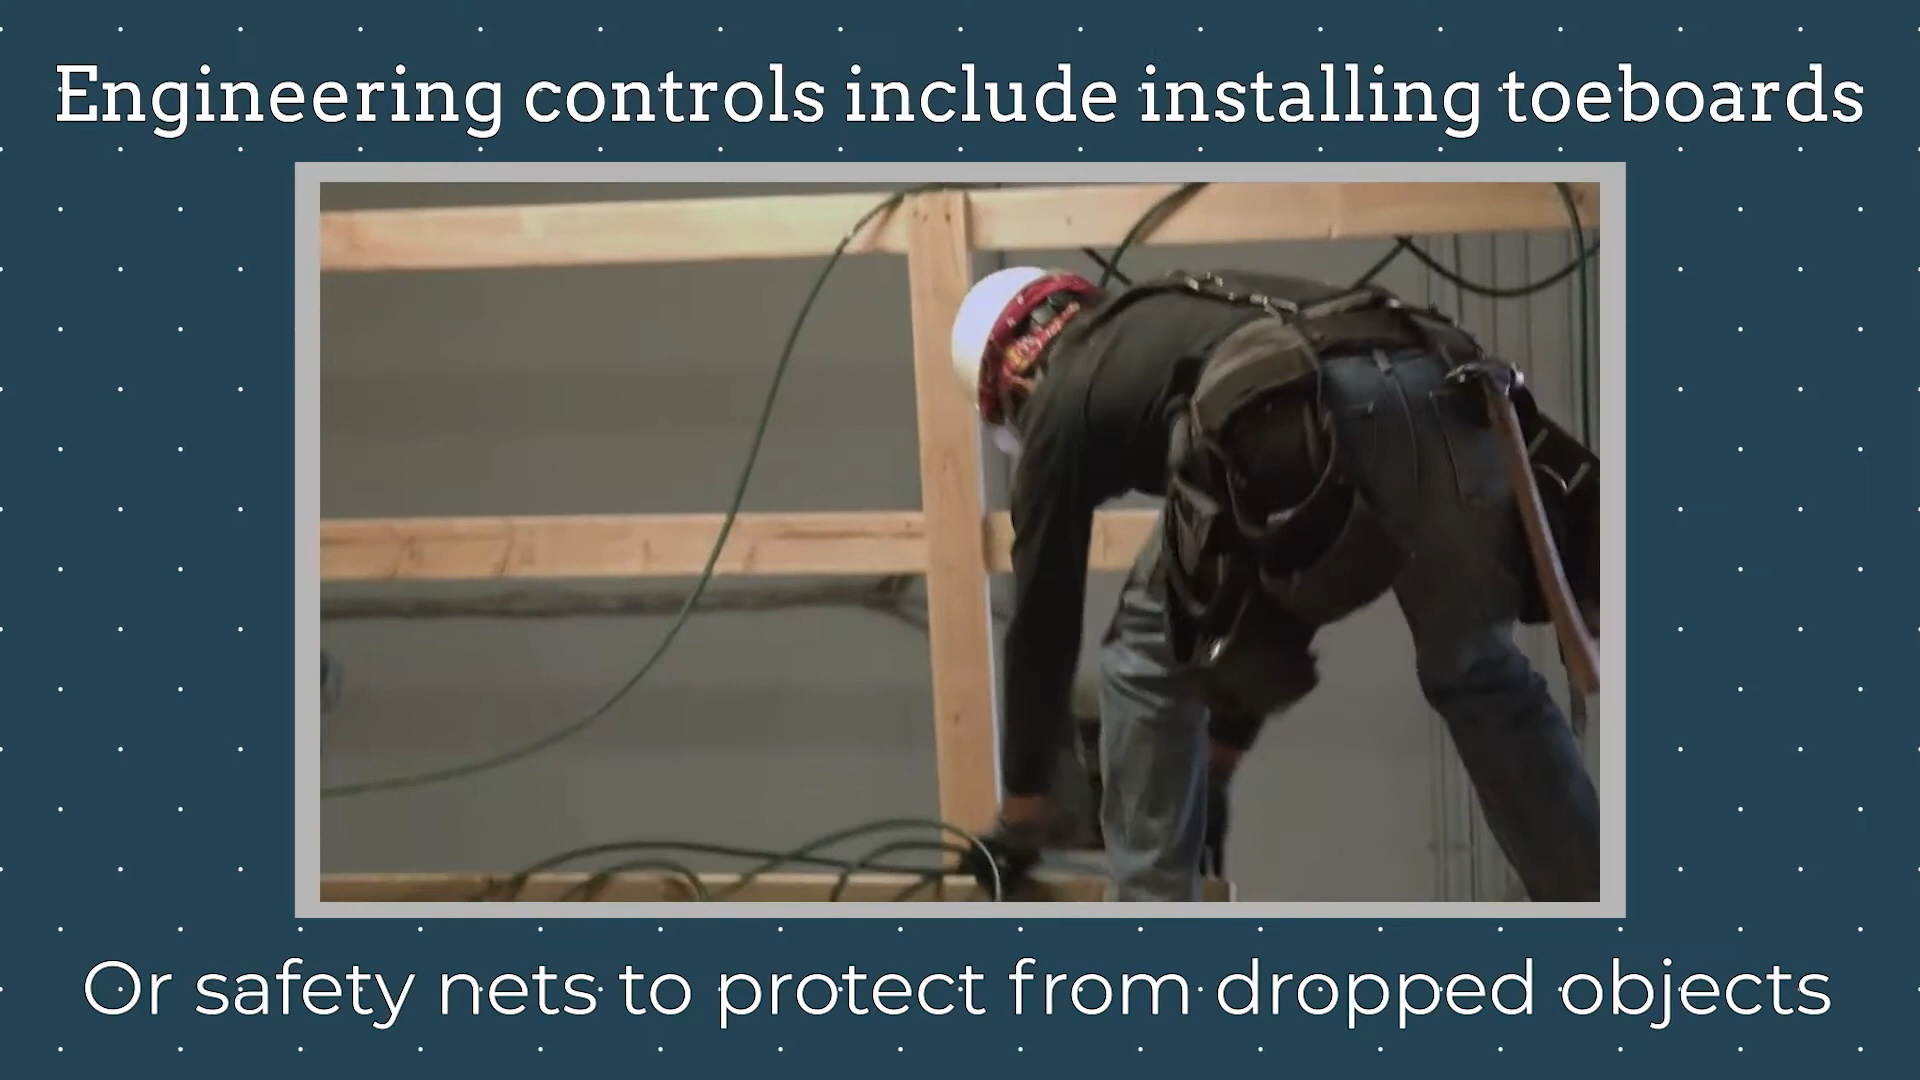 Engineering controls include installing toeboards
Or safety nets to protect from dropped objects